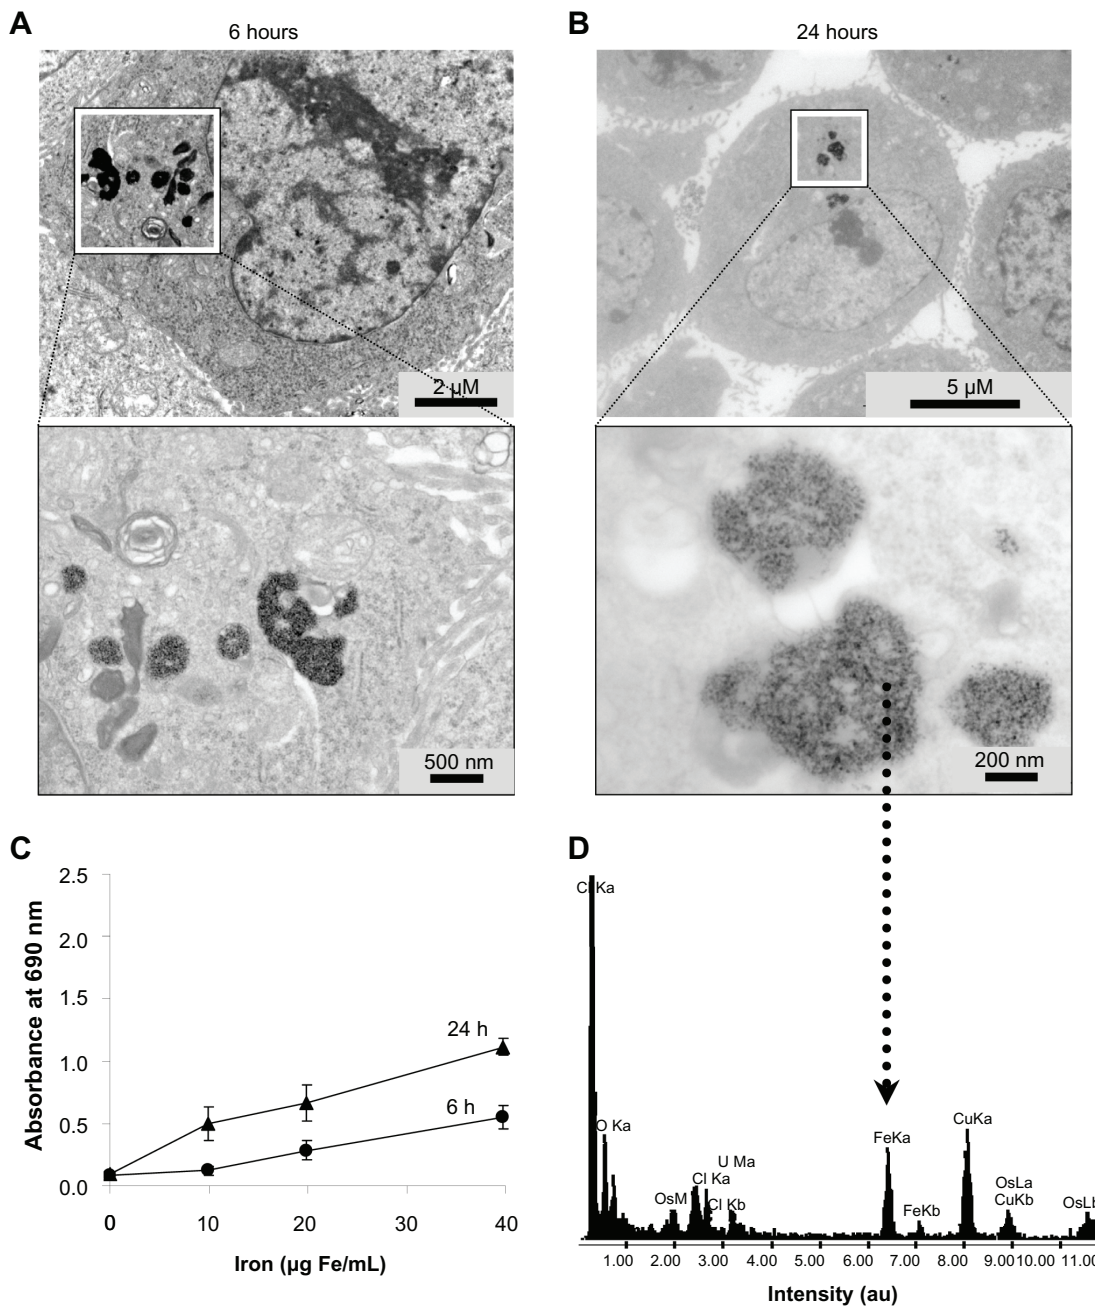 A
6 hours
2 µM
500 nm
B
24 hours
5 µM
200 nm
C
Absorbance at 690 nm
2.5
2.0
1.5
1.0
0.5
0.0
24 h
6 h
0 10 20 30 40
Iron (µg Fe/mL)
D
Cl Ka
O Ka
OsM
U Ma
Cl Ka
Cl Kb
FeKa
FeKb
CuKa
OsLa
CuKb
OsLb
1.00 2.00 3.00 4.00 5.00 6.00 7.00 8.00 9.00 10.00 11.00
Intensity (au)